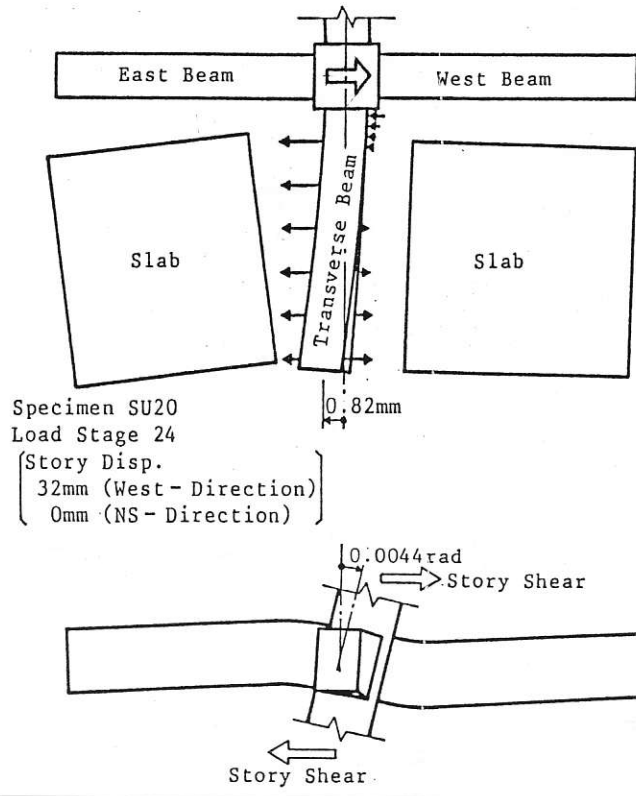 East Beam
West Beam
Transverse Beam
Slab
Slab
0.82mm
Specimen SU20
Load Stage 24
Story Disp.
32mm (West-Direction)
0mm (NS-Direction)
0.0044rad
Story Shear
Story Shear